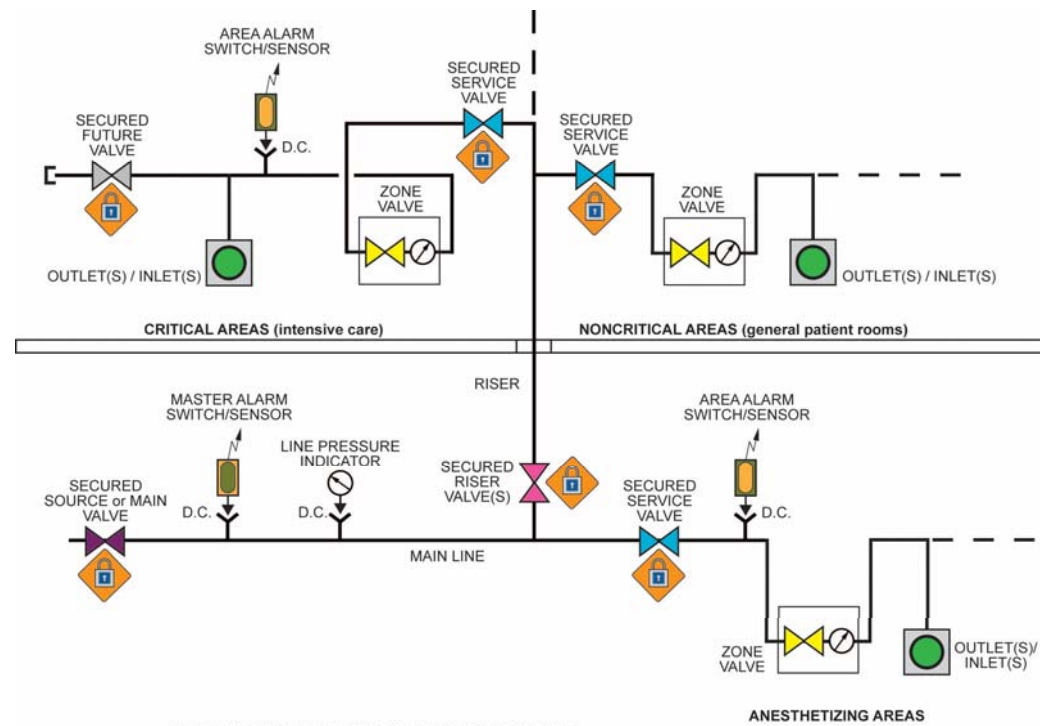 AREA ALARM
SWITCH/SENSOR
SECURED
SERVICE
VALVE
SECURED
FUTURE
VALVE
D.C.
SECURED
SERVICE
VALVE
ZONE
VALVE
ZONE
VALVE
OUTLET(S) / INLET(S)
OUTLET(S) / INLET(S)
CRITICAL AREAS (intensive care)
NONCRITICAL AREAS (general patient rooms)
RISER
MASTER ALARM
SWITCH/SENSOR
LINE PRESSURE
INDICATOR
AREA ALARM
SWITCH/SENSOR
SECURED
SOURCE or MAIN
VALVE
D.C.
D.C.
SECURED
RISER
VALVE(S)
SECURED
SERVICE
VALVE
D.C.
MAIN LINE
ZONE
VALVE
OUTLET(S)/
INLET(S)
ANESTHETIZING AREAS